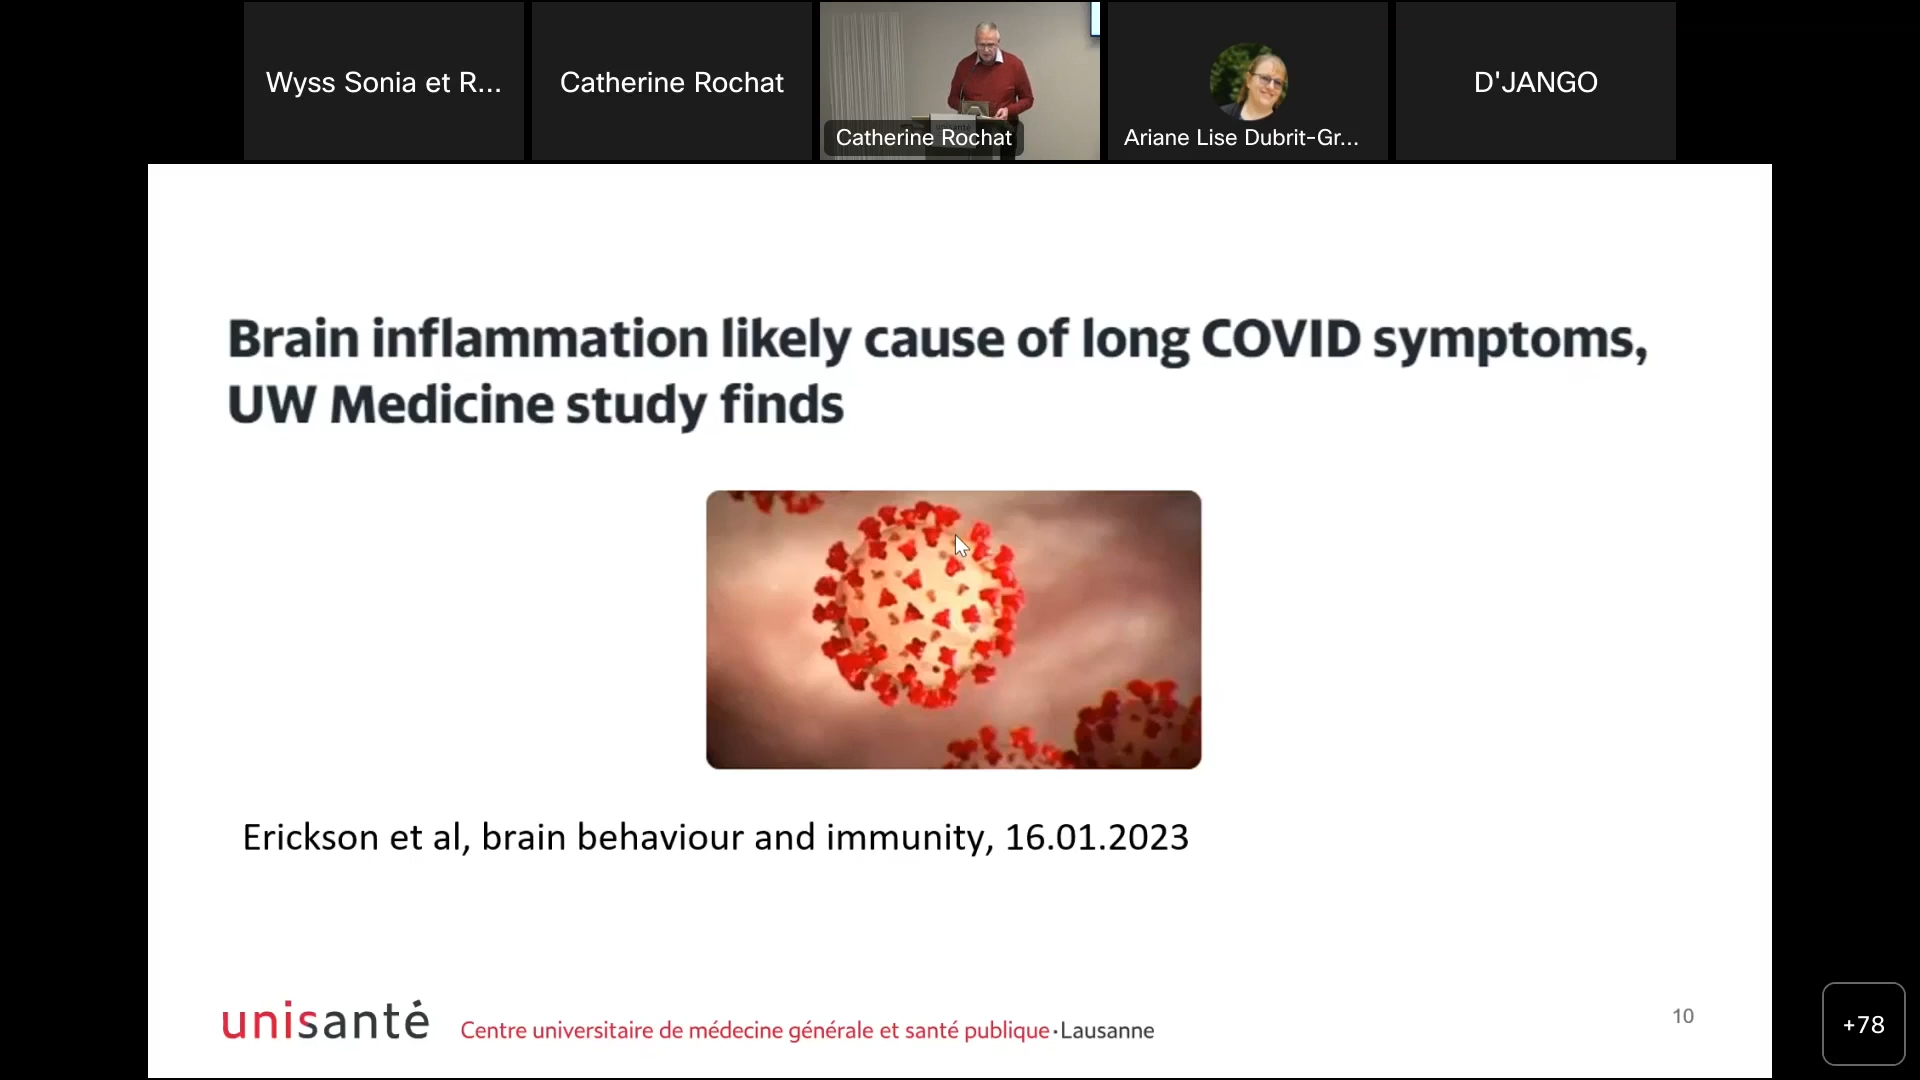 Wyss Sonia et R...
Catherine Rochat
Catherine Rochat
Ariane Lise Dubrit-Gr...
D'JANGO
Brain inflammation likely cause of long COVID symptoms,
UW Medicine study finds
Erickson et al, brain behaviour and immunity, 16.01.2023
unisanté
Centre universitaire de médecine générale et santé publique·Lausanne
10
+78